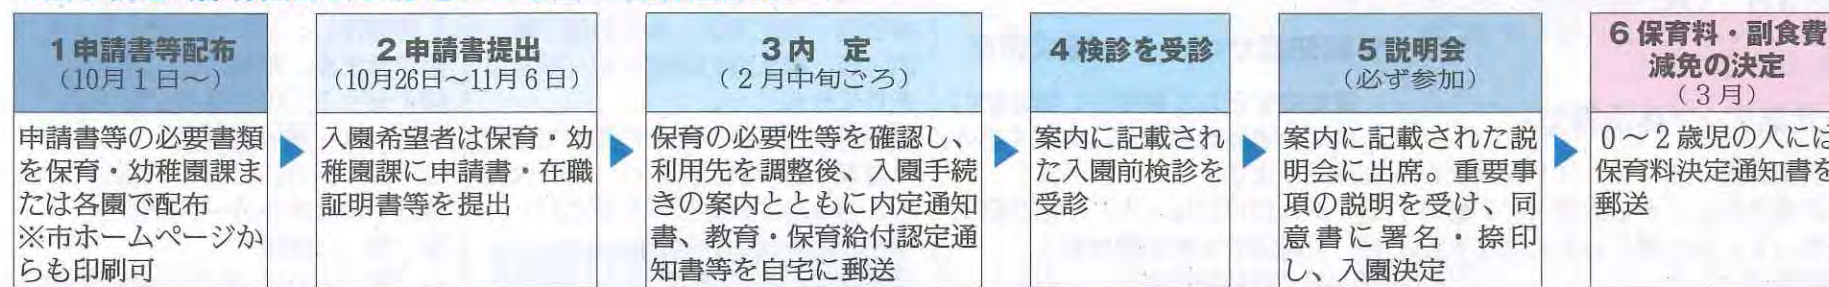 1申請書等配布
（10月1日～）
申請書等の必要書類
を保育・幼稚園課ま
たは各園で配布
※市ホームページか
らも印刷可
2申請書提出
（10月26日～11月6日）
入園希望者は保育・幼
稚園課に申請書・在職
証明書等を提出
3内　定
（2月中旬ごろ）
保育の必要性等を確認し、
利用先を調整後、入園手続
きの案内とともに内定通知
書、教育・保育給付認定通
知書等を自宅に郵送
4検診を受診
案内に記載され
た入園前検診を
受診
5説明会
（必ず参加）
案内に記載された説
明会に出席。重要事
項の説明を受け、同
意書に署名・捺印
し、入園決定
6保育料・副食費
減免の決定
（3月）
0～2歳児の人には
保育料決定通知書を
郵送